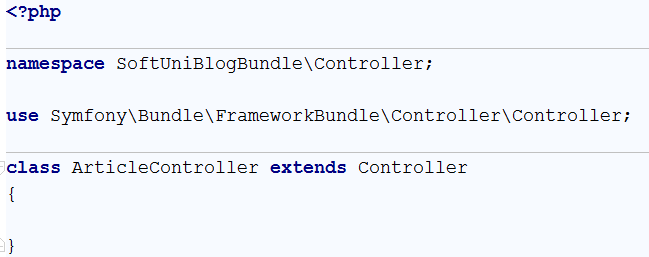 <?php
namespace SoftUniBlogBundle\Controller;
use Symfony\Bundle\FrameworkBundle\Controller\Controller;
class ArticleController extends Controller
{
}